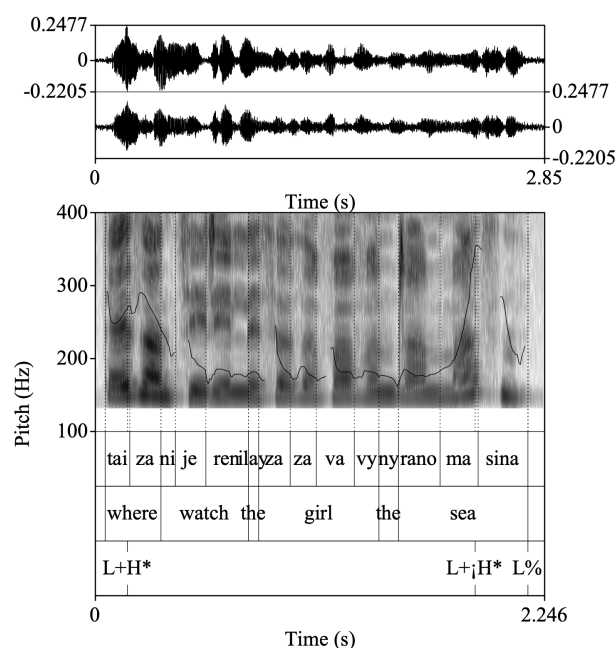 0.2477
0
-0.2205 0.2477
0
-0.2205
0 2.85
Time (s)
400
300
200
100
Pitch (Hz)
tai za ni je ren ilay za za va vy ny rano ma sina
where watch the girl the sea
L+H* L+¡H* L%
0 2.246
Time (s)